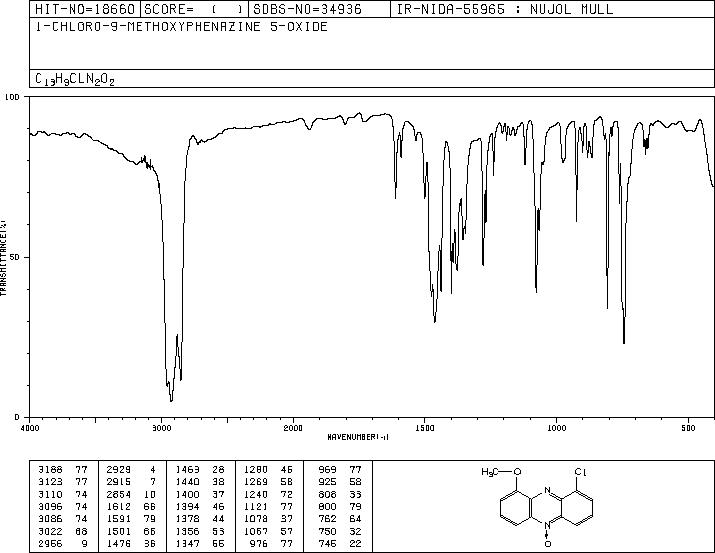 HIT-NO=18660 SCORE= ( ) SDBS-NO=34936 IR-NIDA-55965 : NUJOL MULL
1-CHLORO-9-METHOXYPHENAZINE 5-OXIDE
C13H9CLN2O2
100
50
0
TRANSMITTANCE(%)
4000 3000 2000 1500 1000 500
WAVENUMBER(-1)
3188 77 2929 4 1463 28 1280 46 969 77
3123 77 2915 7 1440 38 1269 58 925 58
3110 74 2854 10 1400 37 1240 72 808 33
3096 74 1612 66 1394 46 1121 77 800 79
3086 74 1591 79 1378 44 1078 37 762 64
3022 68 1501 66 1356 53 1067 57 750 32
2956 9 1476 36 1347 55 976 77 745 22
H3C O Cl
N
N
O